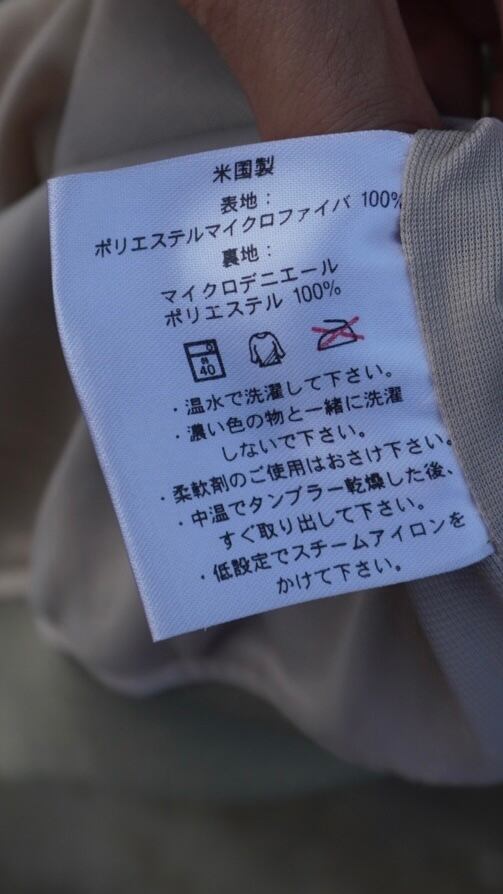 米国製
表地：
ポリエステルマイクロファイバ 100%
裏地：
マイクロデニエール
ポリエステル 100%
弱
40
・温水で洗濯して下さい。
・濃い色の物と一緒に洗濯
しないで下さい。
・柔軟剤のご使用はおさけ下さい。
・中温でタンブラー乾燥した後、
すぐ取り出して下さい。
・低設定でスチームアイロンを
かけて下さい。